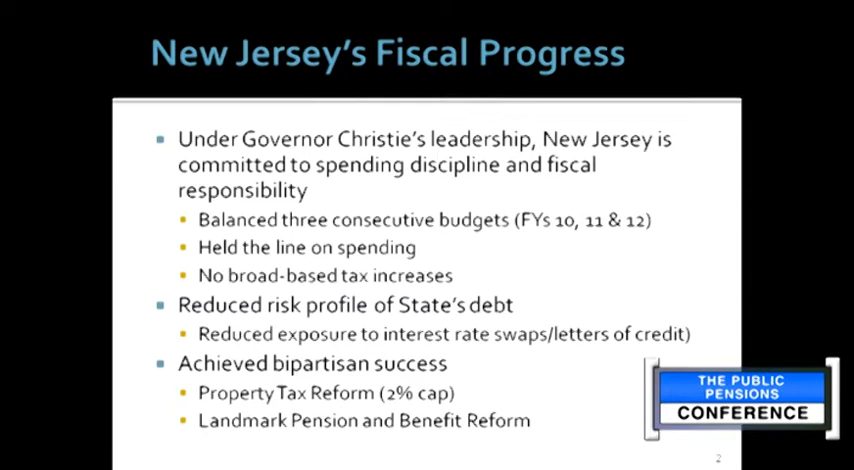 New Jersey's Fiscal Progress
Under Governor Christie's leadership, New Jersey is
committed to spending discipline and fiscal
responsibility
Balanced three consecutive budgets (FYs 10, 11 & 12)
Held the line on spending
No broad-based tax increases
Reduced risk profile of State's debt
Reduced exposure to interest rate swaps/letters of credit)
Achieved bipartisan success
Property Tax Reform (2% cap)
Landmark Pension and Benefit Reform
THE PUBLIC
PENSIONS
CONFERENCE
2